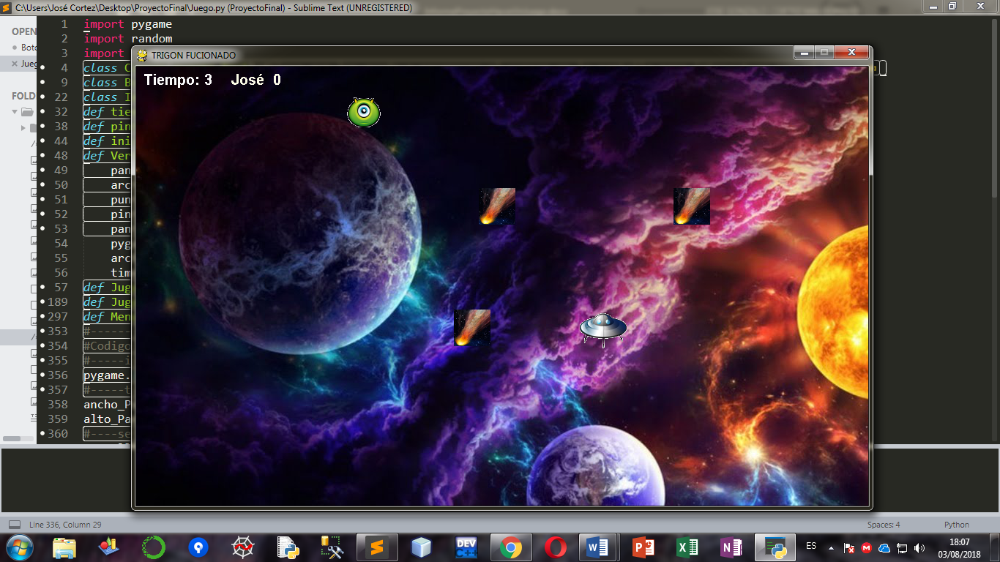 C:\Users\José Cortez\Desktop\ProyectoFinal\Juego.py (ProyectoFinal) - Sublime Text (UNREGISTERED)
OPEN
Boto
Jueg
FOLD
1 import pygame
2 import random
3 import
4 class C
9 class B
22 class I
32 def tie
38 def pin
44 def ini
48 def Ver
49 pan
50 arc
51 pun
52 pin
53 pan
54 pyg
55 arc
56 tim
57 def Jug
189 def Jug
297 def Men
353 #------
354 #Codigo
355 #-----i
356 pygame.
357 #-----t
358 ancho_P
359 alto_Pa
360 #----se
TRIGON FUCIONADO
Tiempo: 3 José 0
Line 336, Column 29
Spaces: 4
Python
DEV
C++
ES
18:07
03/08/2018